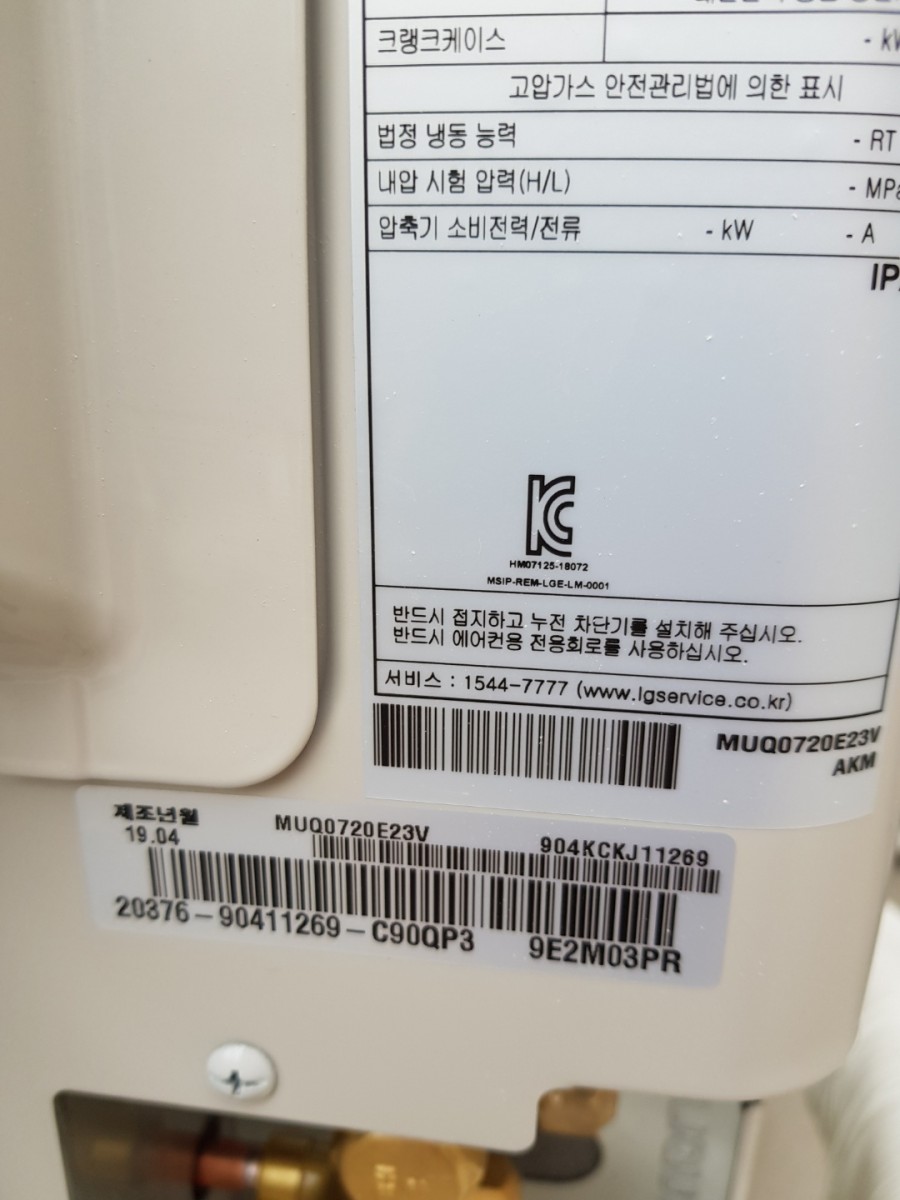 크랭크케이스 - kW
고압가스 안전관리법에 의한 표시
법정 냉동 능력 - RT
내압 시험 압력(H/L) - MPa
압축기 소비전력/전류 - kW - A
KC
HM07125-18072
MSIP-REM-LGE-LM-0001
반드시 접지하고 누전 차단기를 설치해 주십시오.
반드시 에어컨용 전용회로를 사용하십시오.
서비스 : 1544-7777 (www.lgservice.co.kr)
MUQ0720E23V
AKM
제조년월
19.04
MUQ0720E23V
904KCKJ11269
20376-90411269-C90QP3 9E2M03PR